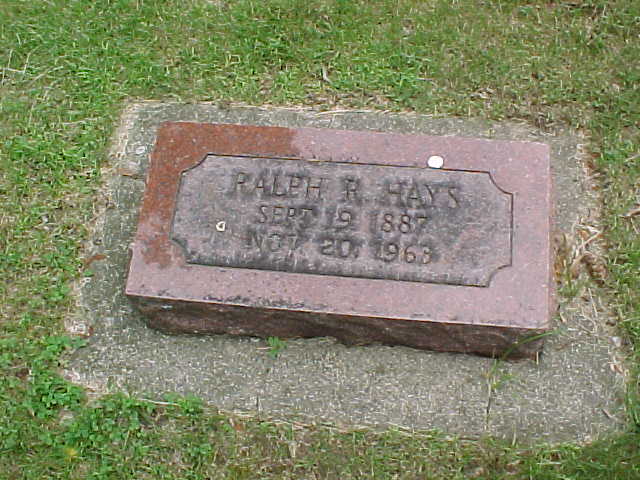 RALPH R. HAYS
SEPT. 19, 1887
NOV. 20, 1963